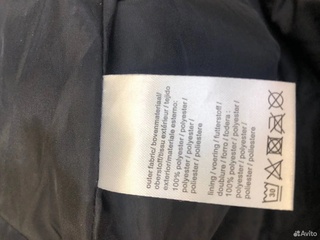 outer fabric/ bovenmateriaal/
oberstoff/tissu extérieur / tejido
exterior/materiale esterno:
100% polyester / polyester /
polyester / polyester / poliéster
/ poliestere
lining / voering / futterstoff /
doublure / forro / fodera :
100% polyester / polyester /
polyester / polyester / poliéster
/ poliestere
30
Avito